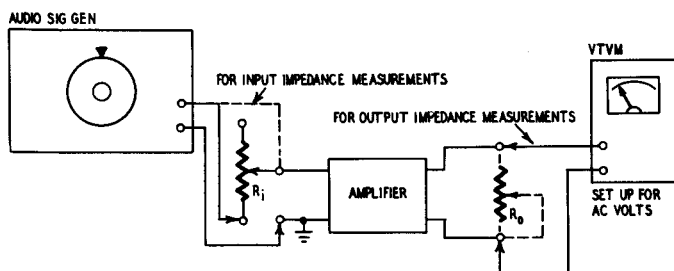 AUDIO SIG GEN
VTVM
FOR INPUT IMPEDANCE MEASUREMENTS
FOR OUTPUT IMPEDANCE MEASUREMENTS
Ri
AMPLIFIER
Ro
SET UP FOR
AC VOLTS